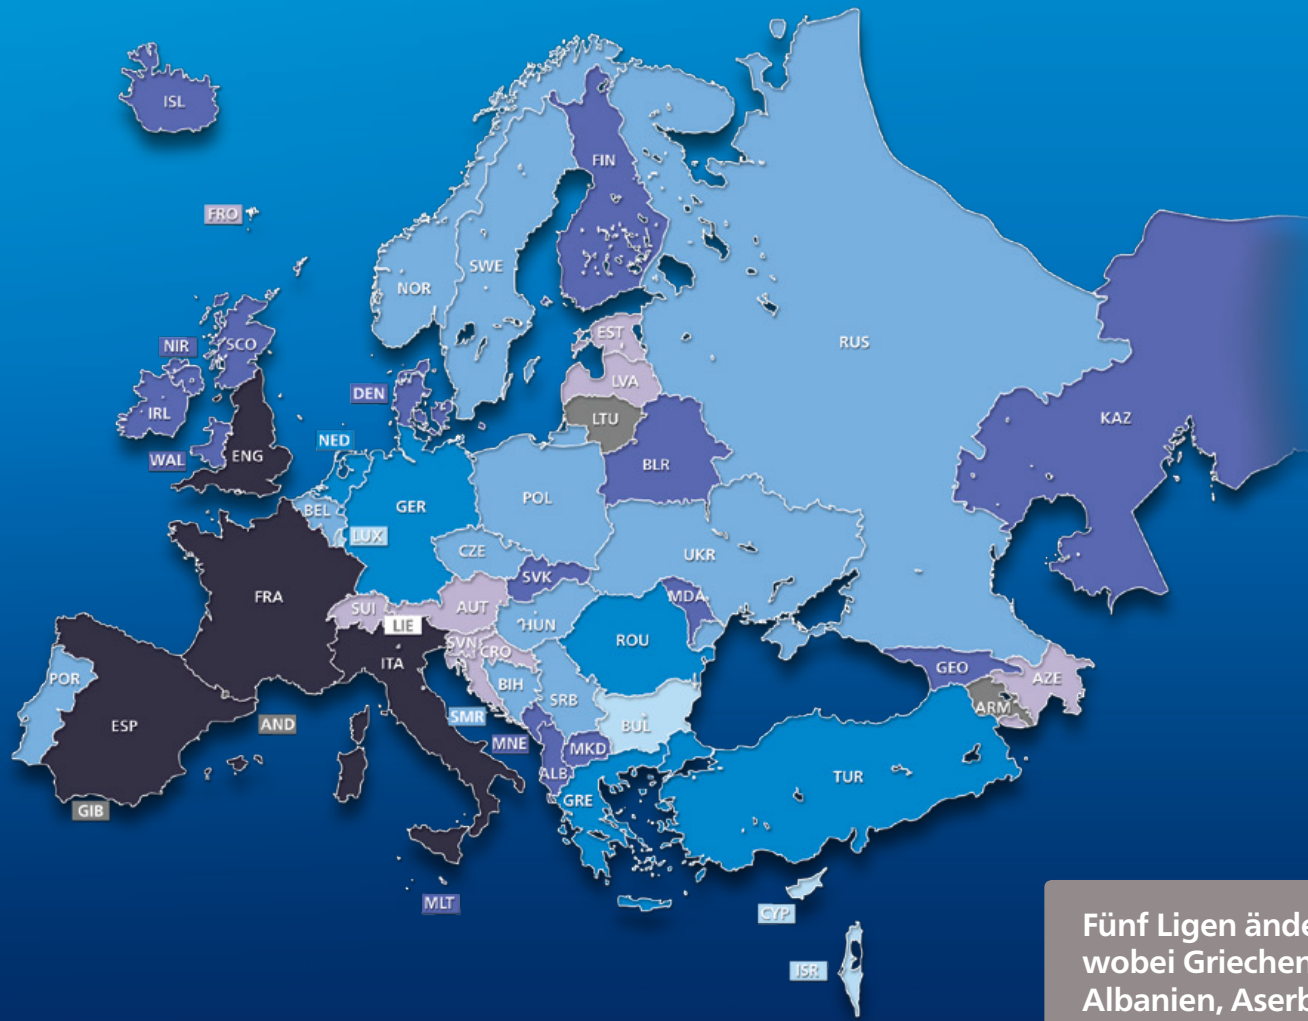 ISL
FIN
FRO
SWE
NOR
EST
RUS
NIR
SCO
LVA
DEN
IRL
LTU
KAZ
NED
WAL
ENG
BLR
GER
POL
BEL
LUX
CZE
UKR
SVK
FRA
MDA
SUI
AUT
LIE
HUN
ROU
SVN
CRO
ITA
GEO
POR
BIH
AZE
SRB
ARM
SMR
ESP
AND
BUL
MNE
MKD
ALB
TUR
GRE
GIB
MLT
CYP
ISR
Fünf Ligen ände
wobei Griechen
Albanien, Aserb